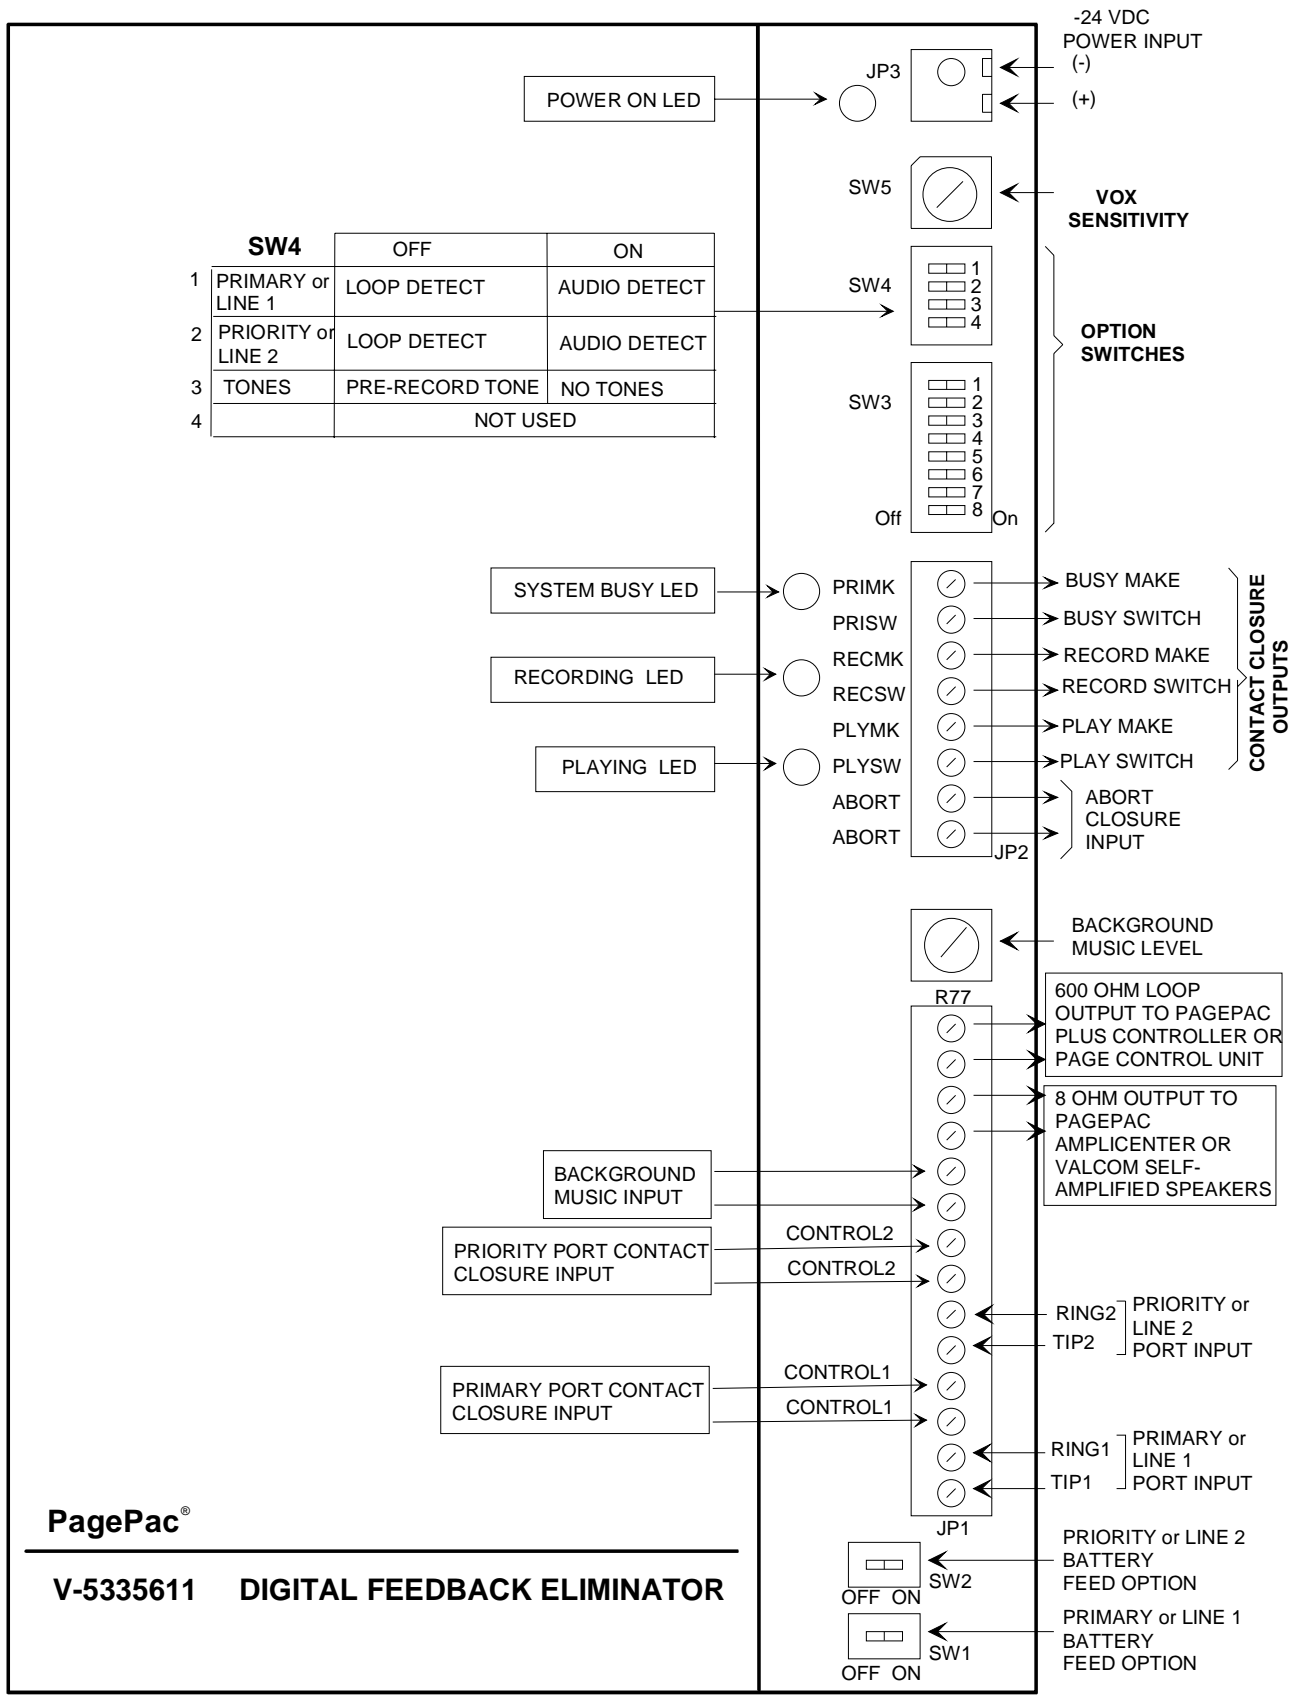 -24 VDC
POWER INPUT
(-)
(+)
JP3
POWER ON LED
SW5
VOX
SENSITIVITY
SW4 OFF ON
1 PRIMARY or
LINE 1
LOOP DETECT AUDIO DETECT
2 PRIORITY or
LINE 2
LOOP DETECT AUDIO DETECT
3 TONES PRE-RECORD TONE NO TONES
4 NOT USED
SW4
1
2
3
4
OPTION
SWITCHES
SW3
1
2
3
4
5
6
7
8
Off On
SYSTEM BUSY LED
RECORDING LED
PLAYING LED
PRIMK
PRISW
RECMK
RECSW
PLYMK
PLYSW
ABORT
ABORT
JP2
BUSY MAKE
BUSY SWITCH
RECORD MAKE
RECORD SWITCH
PLAY MAKE
PLAY SWITCH
CONTACT CLOSURE
OUTPUTS
ABORT
CLOSURE
INPUT
BACKGROUND
MUSIC LEVEL
R77
600 OHM LOOP
OUTPUT TO PAGEPAC
PLUS CONTROLLER OR
PAGE CONTROL UNIT
8 OHM OUTPUT TO
PAGEPAC
AMPLICENTER OR
VALCOM SELF-
AMPLIFIED SPEAKERS
BACKGROUND
MUSIC INPUT
PRIORITY PORT CONTACT
CLOSURE INPUT
CONTROL2
CONTROL2
RING2
TIP2
PRIORITY or
LINE 2
PORT INPUT
PRIMARY PORT CONTACT
CLOSURE INPUT
CONTROL1
CONTROL1
RING1
TIP1
PRIMARY or
LINE 1
PORT INPUT
JP1
PagePac®
V-5335611 DIGITAL FEEDBACK ELIMINATOR
SW2
OFF ON
PRIORITY or LINE 2
BATTERY
FEED OPTION
SW1
OFF ON
PRIMARY or LINE 1
BATTERY
FEED OPTION